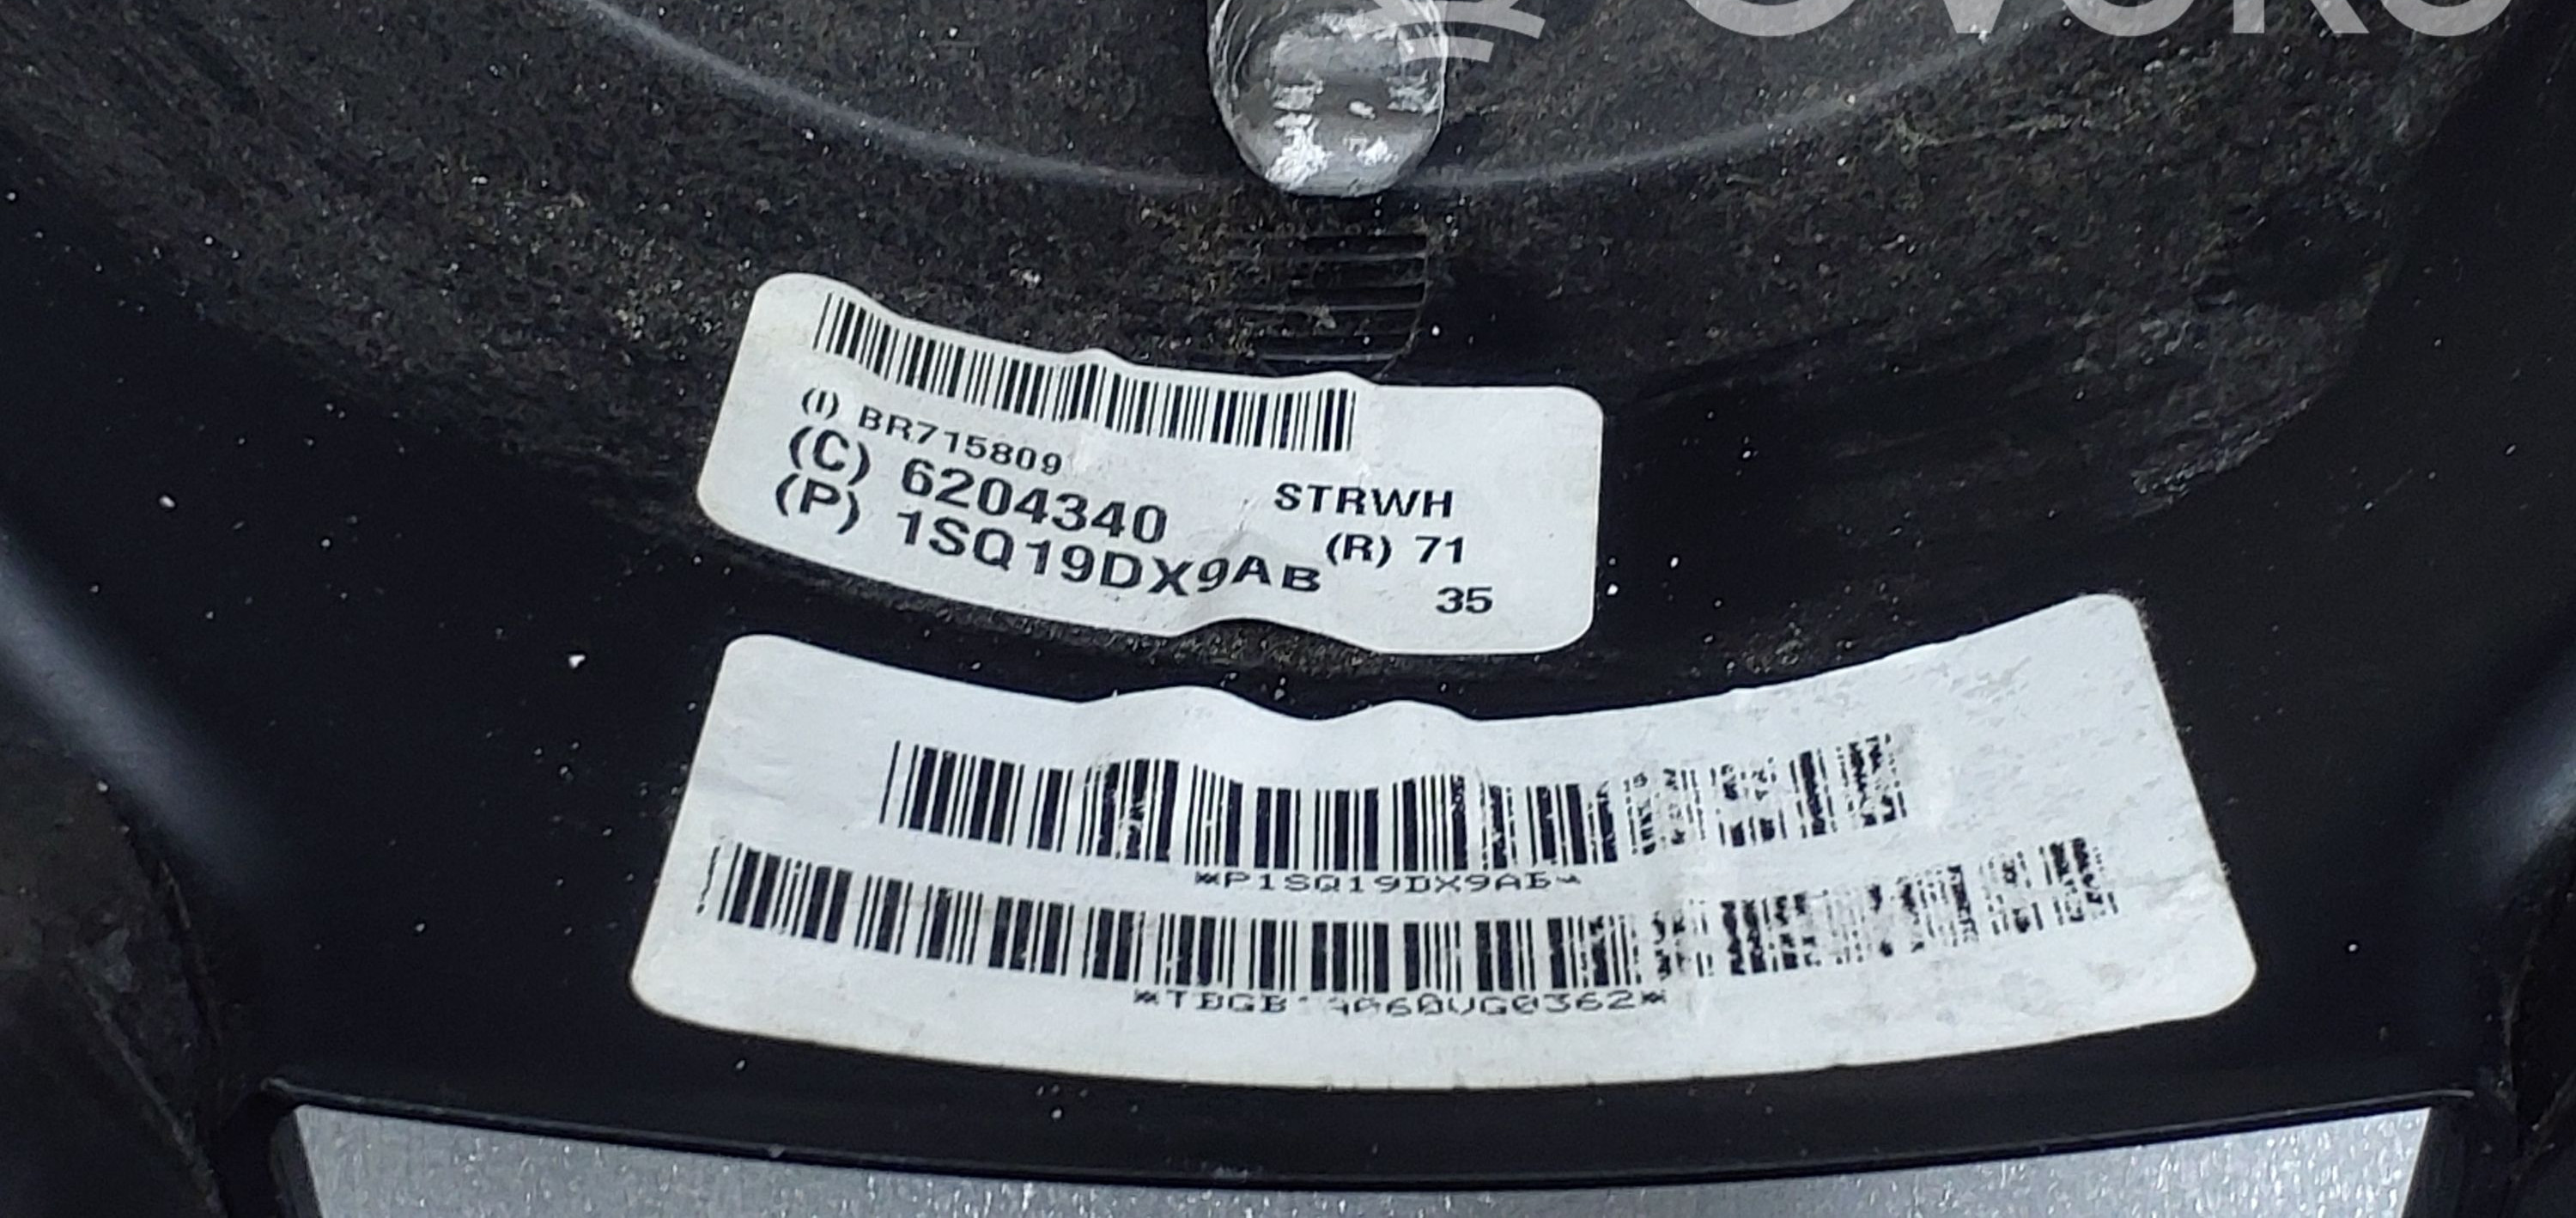 (I) BR715809
(C) 6204340 STRWH
(P) 1SQ19DX9AB (R) 71
35
*P1SQ19DX9AB*